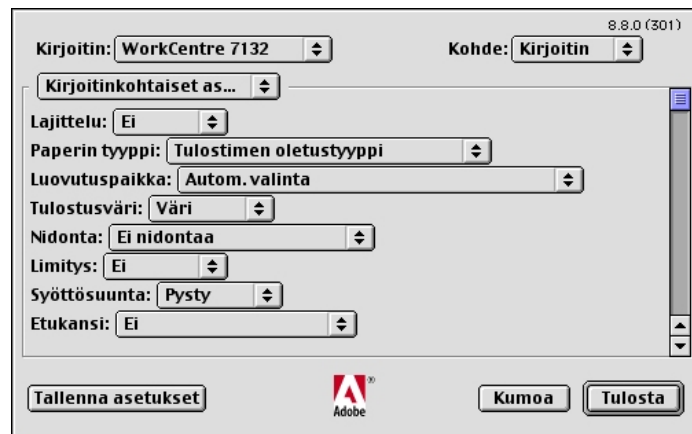 8.8.0 (301)
Kirjoitin: WorkCentre 7132 Kohde: Kirjoitin
Kirjoitinkohtaiset as...
Lajittelu: Ei
Paperin tyyppi: Tulostimen oletustyyppi
Luovutuspaikka: Autom. valinta
Tulostusväri: Väri
Nidonta: Ei nidontaa
Limitys: Ei
Syöttösuunta: Pysty
Etukansi: Ei
Tallenna asetukset Adobe® Kumoa Tulosta